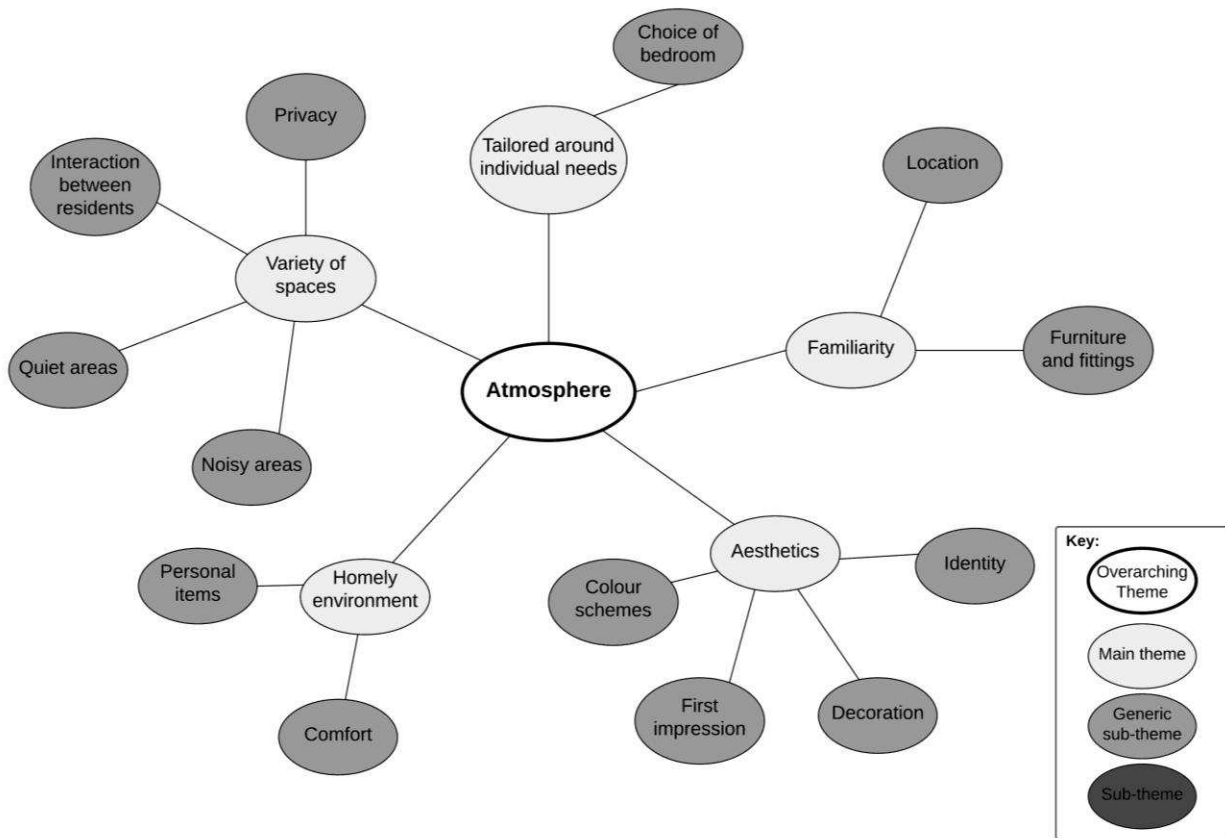 Choice of
bedroom
Privacy
Tailored around
individual needs
Interaction
between
residents
Location
Variety of
spaces
Quiet areas
Familiarity
Furniture
and fittings
Atmosphere
Noisy areas
Personal
items
Homely
environment
Comfort
Aesthetics
Identity
Colour
schemes
First
impression
Decoration
Key:
Overarching
Theme
Main theme
Generic
sub-theme
Sub-theme